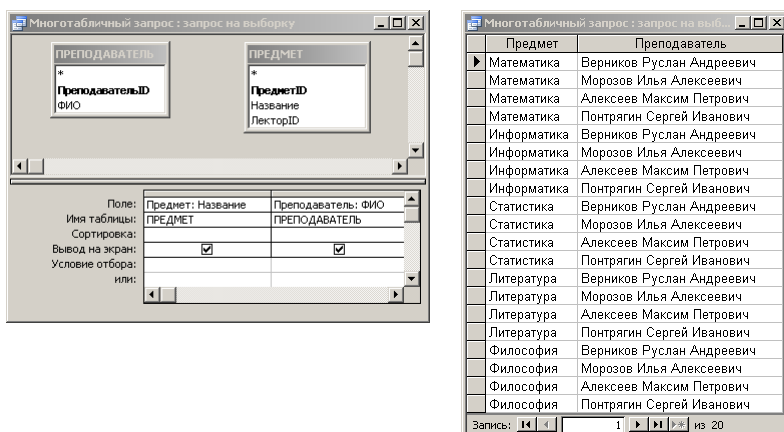 Многотабличный запрос : запрос на выборку
ПРЕПОДАВАТЕЛЬ
*
ПреподавательID
ФИО
ПРЕДМЕТ
*
ПредметID
Название
ЛекторID
Поле: Предмет: Название Преподаватель: ФИО
Имя таблицы: ПРЕДМЕТ ПРЕПОДАВАТЕЛЬ
Сортировка:
Вывод на экран:
Условие отбора:
или:
Многотабличный запрос : запрос на выб...
Предмет Преподаватель
Математика Верников Руслан Андреевич
Математика Морозов Илья Алексеевич
Математика Алексеев Максим Петрович
Математика Понтрягин Сергей Иванович
Информатика Верников Руслан Андреевич
Информатика Морозов Илья Алексеевич
Информатика Алексеев Максим Петрович
Информатика Понтрягин Сергей Иванович
Статистика Верников Руслан Андреевич
Статистика Морозов Илья Алексеевич
Статистика Алексеев Максим Петрович
Статистика Понтрягин Сергей Иванович
Литература Верников Руслан Андреевич
Литература Морозов Илья Алексеевич
Литература Алексеев Максим Петрович
Литература Понтрягин Сергей Иванович
Философия Верников Руслан Андреевич
Философия Морозов Илья Алексеевич
Философия Алексеев Максим Петрович
Философия Понтрягин Сергей Иванович
Запись: 1 из 20